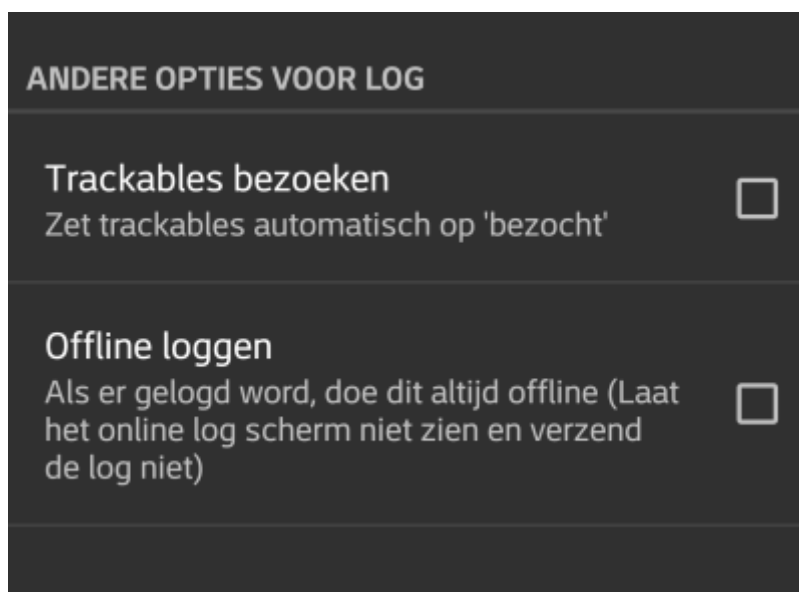 ANDERE OPTIES VOOR LOG
Trackables bezoeken
Zet trackables automatisch op 'bezocht'
Offline loggen
Als er gelogd word, doe dit altijd offline (Laat
het online log scherm niet zien en verzend
de log niet)